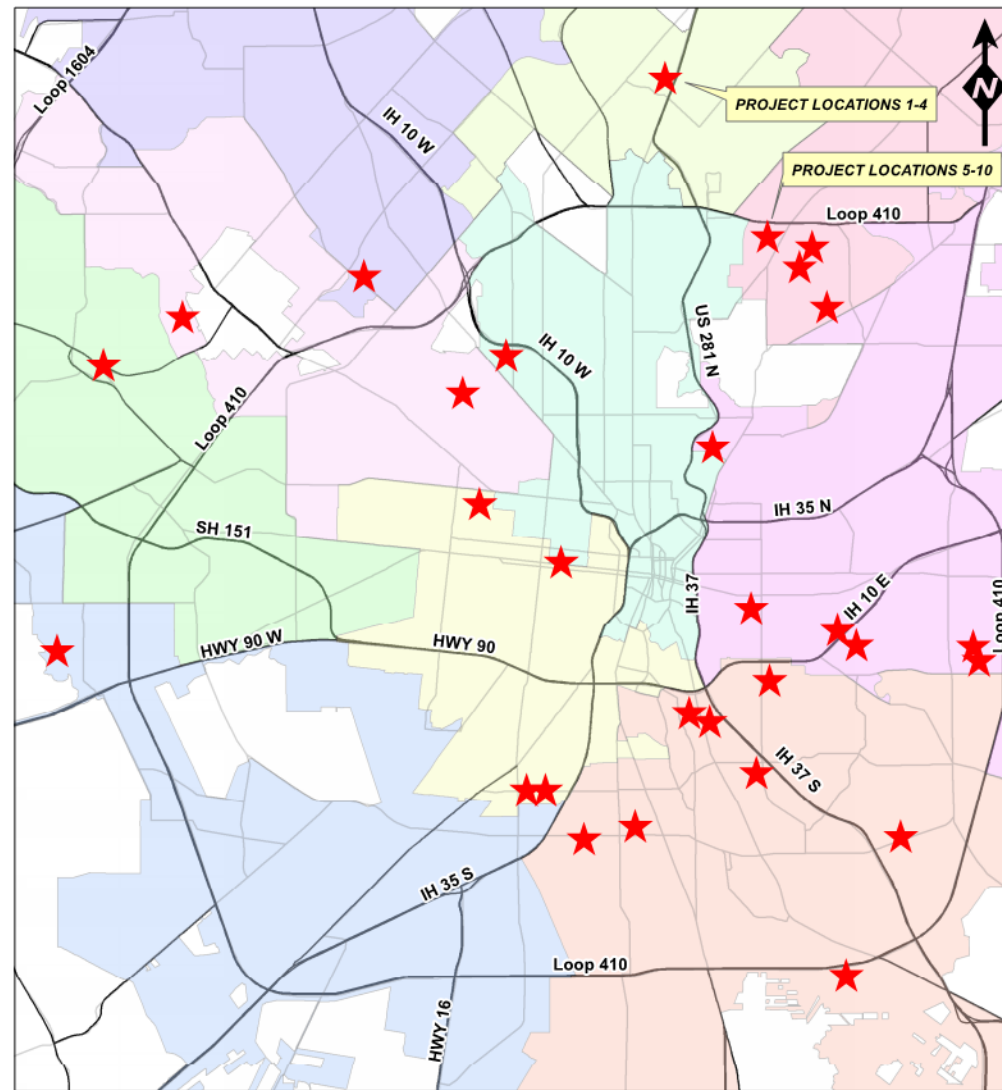 Loop 1604
IH 10 W
N
PROJECT LOCATIONS 1-4
PROJECT LOCATIONS 5-10
Loop 410
US 281 N
IH 10 W
Loop 410
IH 35 N
SH 151
IH 37
IH 10 E
Loop 410
HWY 90 W
HWY 90
IH 37 S
IH 35 S
Loop 410
HWY 16